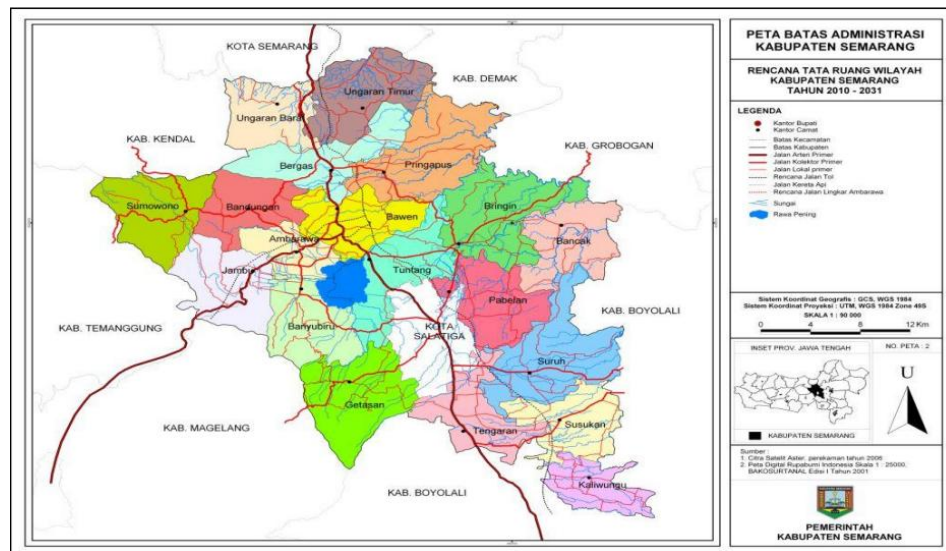 KOTA SEMARANG
KAB. DEMAK
Ungaran Timur
Ungaran Barat
KAB. KENDAL
KAB. GROBOGAN
Bergas
Pringapus
Sumowono
Bandungan
Bringin
Bawen
Bancak
Ambarawa
Jambu
Tuntang
Pabelan
KAB. BOYOLALI
KAB. TEMANGGUNG
Banyubiru
KOTA
SALATIGA
Suruh
Getasan
KAB. MAGELANG
Tengaran
Susukan
Kaliwungu
KAB. BOYOLALI
PETA BATAS ADMINISTRASI
KABUPATEN SEMARANG
RENCANA TATA RUANG WILAYAH
KABUPATEN SEMARANG
TAHUN 2010 - 2031
LEGENDA
Kantor Bupati
Kantor Camat
Batas Kecamatan
Batas Kabupaten
Jalan Arteri Primer
Jalan Kolektor Primer
Jalan Lokal primer
Rencana Jalan Tol
Jalan Kereta Api
Rencana Jalan Lingkar Ambarawa
Sungai
Rawa Pening
Sistem Koordinat Geografis : GCS, WGS 1984
Sistem Koordinat Proyeksi : UTM, WGS 1984 Zone 49S
SKALA 1 : 90 000
0 4 8 12 Km
INSET PROV. JAWA TENGAH
NO. PETA : 2
U
KABUPATEN SEMARANG
Sumber :
1. Citra Satelit Aster, perekaman tahun 2006
2. Peta Digital Rupabumi Indonesia Skala 1 : 25000,
BAKOSURTANAL Edisi I Tahun 2001
PEMERINTAH
KABUPATEN SEMARANG